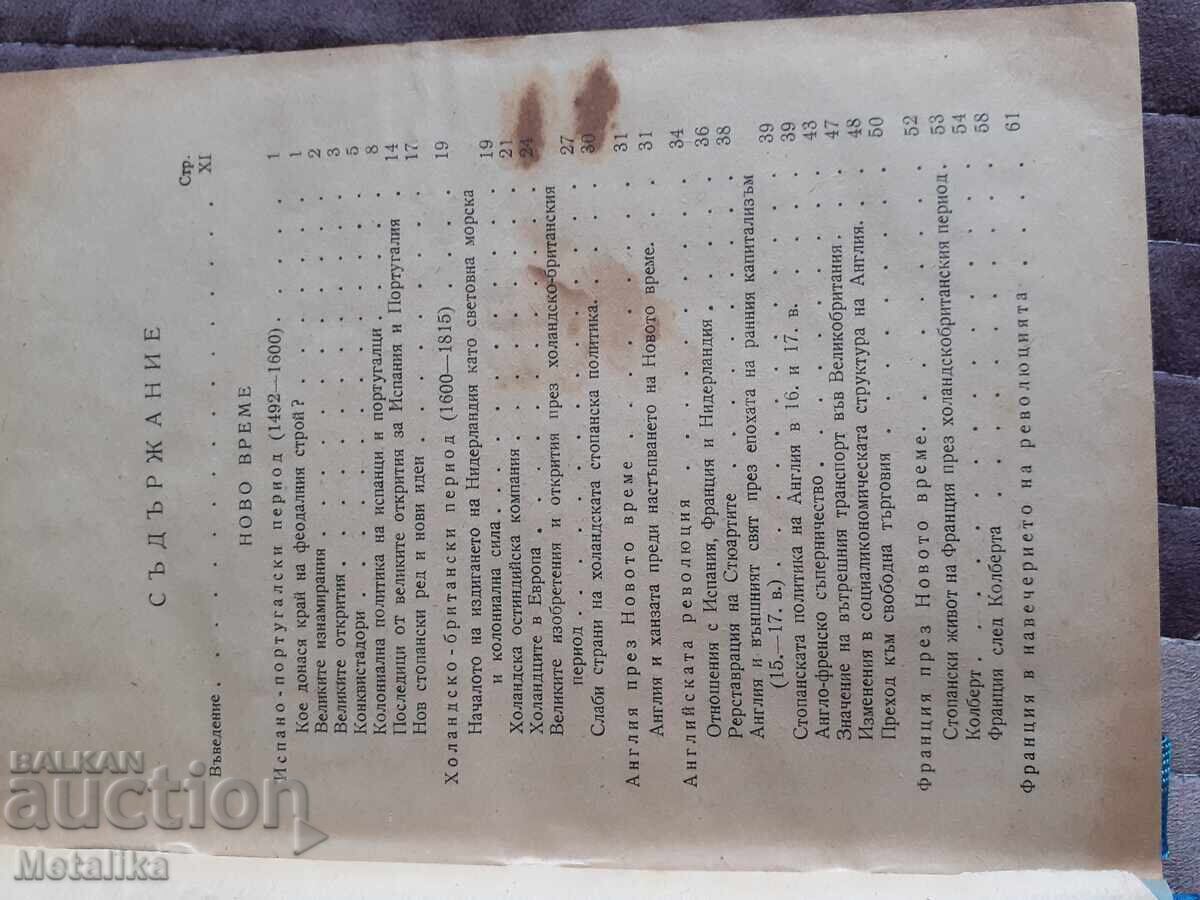 СЪДЪРЖАНИЕ
Стр.
Въведение . . . . . . . . . . . XI
НОВО ВРЕМЕ
Испано-португалски период (1492—1600) . . . . . 1
Кое донася край на феодалния строй? . . . . . . 1
Великите изнамирания . . . . . . . . . 2
Великите открития . . . . . . . . . . 3
Конквистадори . . . . . . . . . . . 5
Колониална политика на испанци и португалци . . . . 8
Последици от великите открития за Испания и Португалия 14
Нов стопански ред и нови идеи . . . . . . . 17
Холандско-британски период (1600—1815) . . . . 19
Началото на издигането на Нидерландия като световна морска
и колониална сила . . . . . . . . . 19
Холандска остиндийска компания . . . . . . . 21
Холандците в Европа . . . . . . . . . 24
Великите изобретения и открития през холандско-британския
период . . . . . . . . . . . . 27
Слаби страни на холандската стопанска политика. . . . 30
Англия през Новото време . . . . . . . 31
Англия и ханзата преди настъпването на Новото време. . . 31
Английската революция . . . . . . . . 34
Отношения с Испания, Франция и Нидерландия . . . . 36
Рерставрация на Стюартите . . . . . . . . 38
Англия и външният свят през епохата на ранния капитализъм
(15.—17. в.) . . . . . . . . . . . 39
Стопанската политика на Англия в 16. и 17. в. . . . . 39
Англо-френско съперничество . . . . . . . . 43
Значение на вътрешния транспорт във Великобритания . . . 47
Изменения в социаликономическата структура на Англия. . . 48
Преход към свободна търговия . . . . . . . 50
Франция през Новото време. . . . . . . 52
Стопански живот на Франция през холандскобританския период. 53
Колберт . . . . . . . . . . . . 54
Франция след Колберта . . . . . . . . . 58
Франция в навечерието на революцията . . . . 61
BALKAN
auction
Metalika